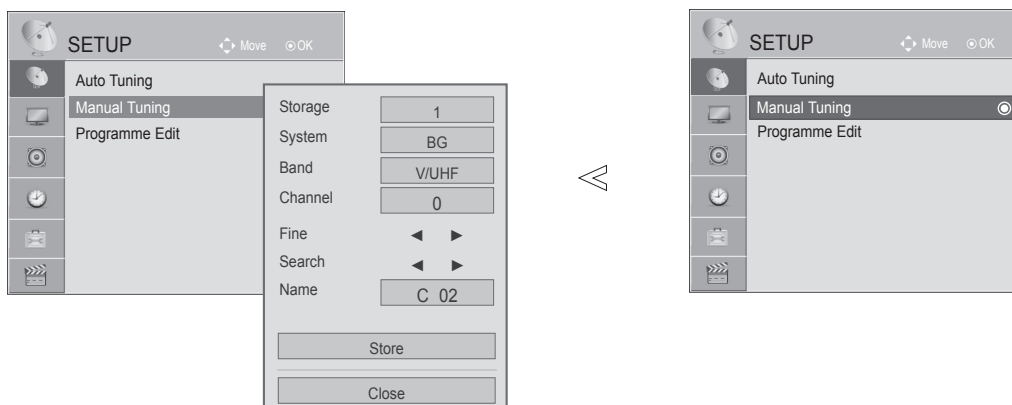 SETUP Move OK
Auto Tuning
Manual Tuning
Programme Edit
Storage 1
System BG
Band V/UHF
Channel 0
Fine ◄ ►
Search ◄ ►
Name C 02
Store
Close
SETUP Move OK
Auto Tuning
Manual Tuning
Programme Edit